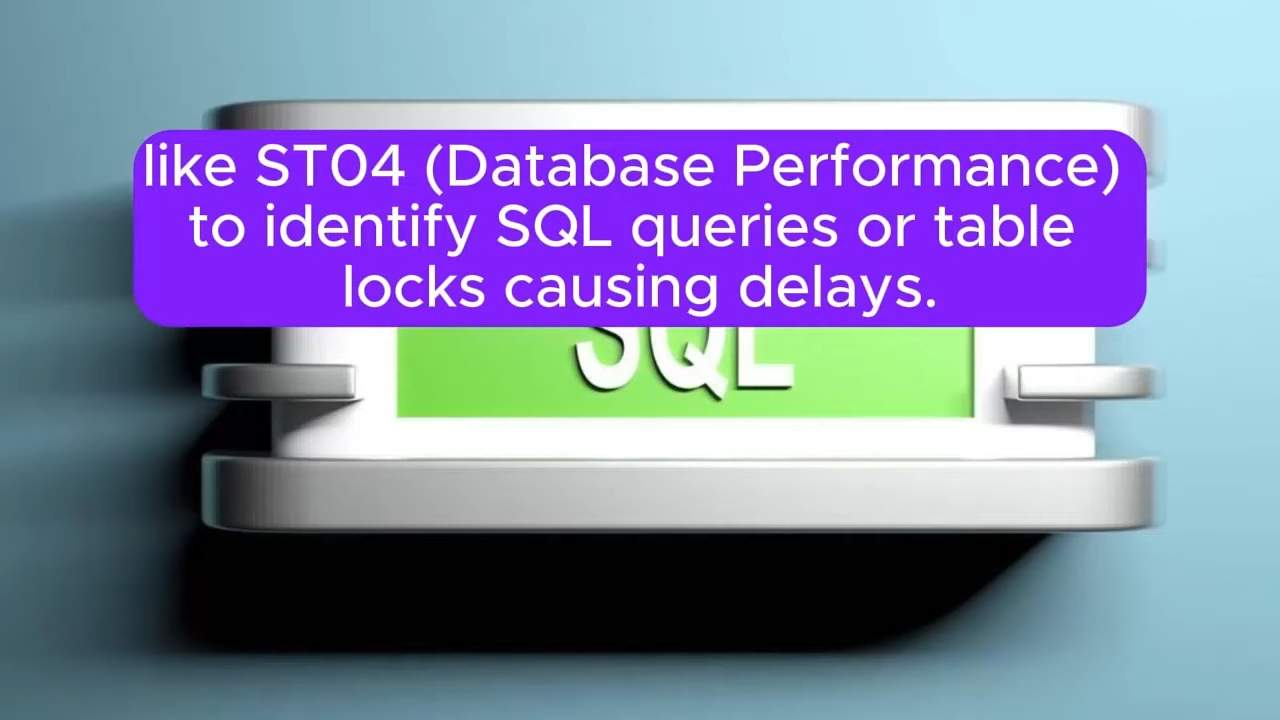 like ST04 (Database Performance)
to identify SQL queries or table
locks causing delays.
SQL